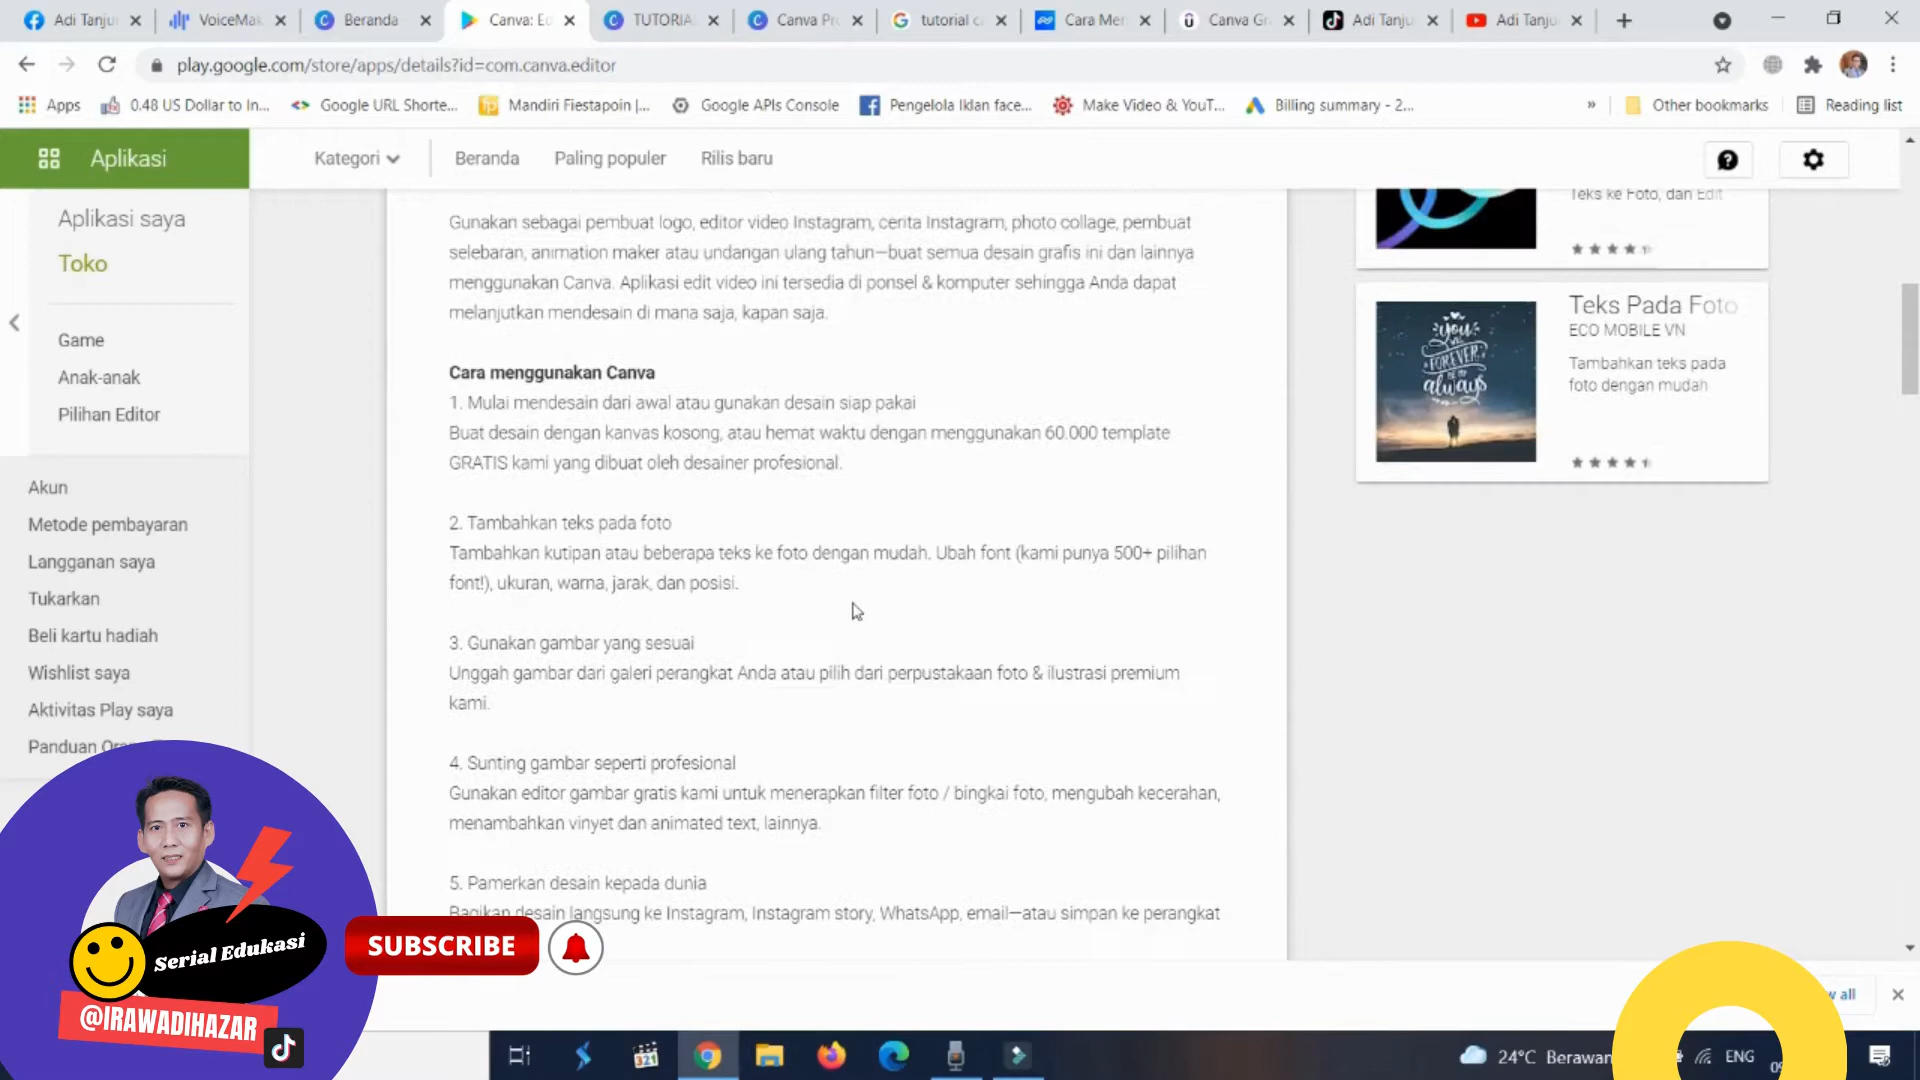 Adi Tanju
VoiceMak
Beranda
Canva: Ed
TUTORIA
Canva Pr
tutorial c
Cara Mer
Canva Gr
Adi Tanju
Adi Tanju
play.google.com/store/apps/details?id=com.canva.editor
Apps
0.48 US Dollar to In...
Google URL Shorte...
Mandiri Fiestapoin |...
Google APIs Console
Pengelola Iklan face...
Make Video & YouT...
Billing summary - 2...
»
Other bookmarks
Reading list
Aplikasi
Kategori
Beranda
Paling populer
Rilis baru
Aplikasi saya
Toko
Game
Anak-anak
Pilihan Editor
Akun
Metode pembayaran
Langganan saya
Tukarkan
Beli kartu hadiah
Wishlist saya
Aktivitas Play saya
Panduan
Gunakan sebagai pembuat logo, editor video Instagram, cerita Instagram, photo collage, pembuat
selebaran, animation maker atau undangan ulang tahun—buat semua desain grafis ini dan lainnya
menggunakan Canva. Aplikasi edit video ini tersedia di ponsel & komputer sehingga Anda dapat
melanjutkan mendesain di mana saja, kapan saja.
Cara menggunakan Canva
1. Mulai mendesain dari awal atau gunakan desain siap pakai
Buat desain dengan kanvas kosong, atau hemat waktu dengan menggunakan 60.000 template
GRATIS kami yang dibuat oleh desainer profesional.
2. Tambahkan teks pada foto
Tambahkan kutipan atau beberapa teks ke foto dengan mudah. Ubah font (kami punya 500+ pilihan
font!), ukuran, warna, jarak, dan posisi.
3. Gunakan gambar yang sesuai
Unggah gambar dari galeri perangkat Anda atau pilih dari perpustakaan foto & ilustrasi premium
kami.
4. Sunting gambar seperti profesional
Gunakan editor gambar gratis kami untuk menerapkan filter foto / bingkai foto, mengubah kecerahan,
menambahkan vinyet dan animated text, lainnya.
5. Pamerkan desain kepada dunia
Bagikan desain langsung ke Instagram, Instagram story, WhatsApp, email—atau simpan ke perangkat
Teks ke Foto, dan Edit
Teks Pada Foto
ECO MOBILE VN
Tambahkan teks pada
foto dengan mudah
you
will
FOREVER
be my
always
Serial Edukasi
@IRAWADIHAZAR
SUBSCRIBE
all
321
24°C Berawan
ENG